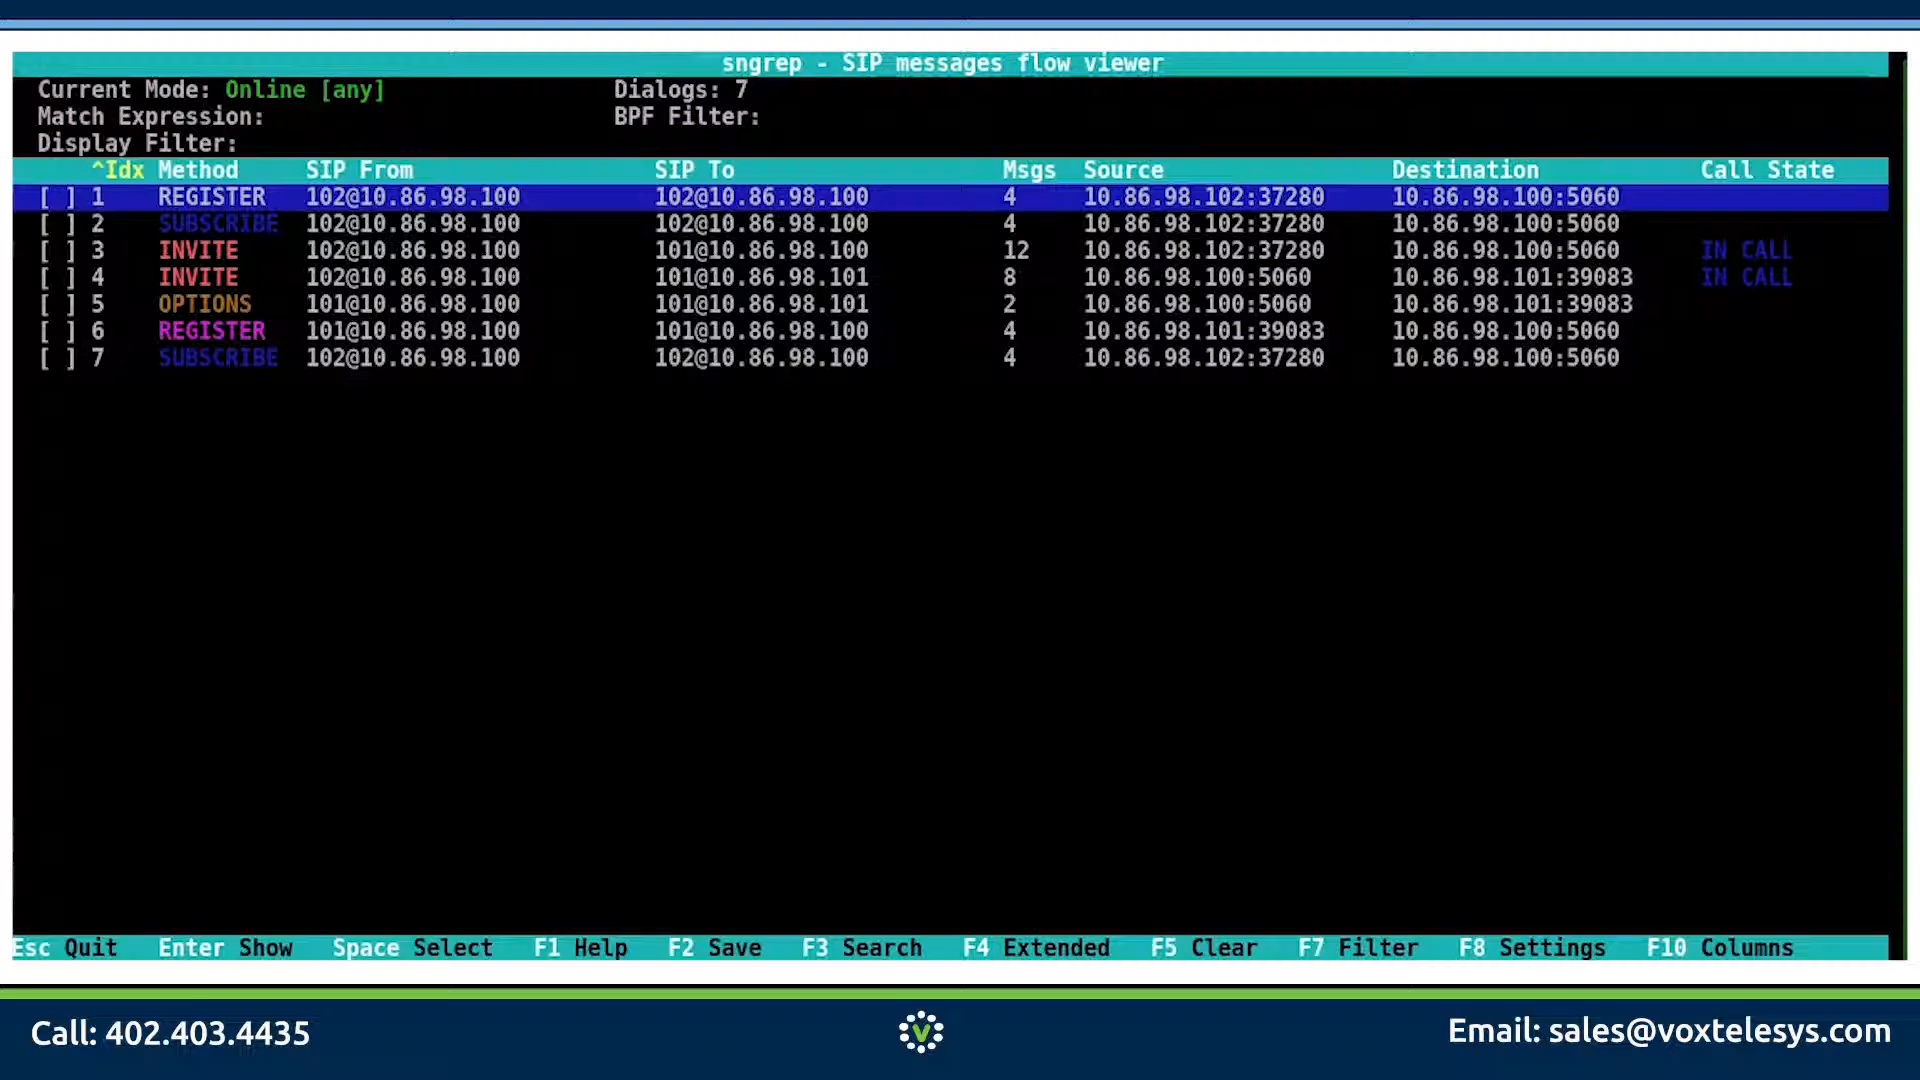 sngrep - SIP messages flow viewer
Current Mode: Online [any] Dialogs: 7
Match Expression: BPF Filter:
Display Filter:
^Idx Method SIP From SIP To Msgs Source Destination Call State
[ ] 1 REGISTER 102@10.86.98.100 102@10.86.98.100 4 10.86.98.102:37280 10.86.98.100:5060
[ ] 2 SUBSCRIBE 102@10.86.98.100 102@10.86.98.100 4 10.86.98.102:37280 10.86.98.100:5060
[ ] 3 INVITE 102@10.86.98.100 101@10.86.98.100 12 10.86.98.102:37280 10.86.98.100:5060 IN CALL
[ ] 4 INVITE 102@10.86.98.100 101@10.86.98.101 8 10.86.98.100:5060 10.86.98.101:39083 IN CALL
[ ] 5 OPTIONS 101@10.86.98.100 101@10.86.98.101 2 10.86.98.100:5060 10.86.98.101:39083
[ ] 6 REGISTER 101@10.86.98.100 101@10.86.98.100 4 10.86.98.101:39083 10.86.98.100:5060
[ ] 7 SUBSCRIBE 102@10.86.98.100 102@10.86.98.100 4 10.86.98.102:37280 10.86.98.100:5060
Esc Quit Enter Show Space Select F1 Help F2 Save F3 Search F4 Extended F5 Clear F7 Filter F8 Settings F10 Columns
Call: 402.403.4435 V Email: sales@voxtelesys.com